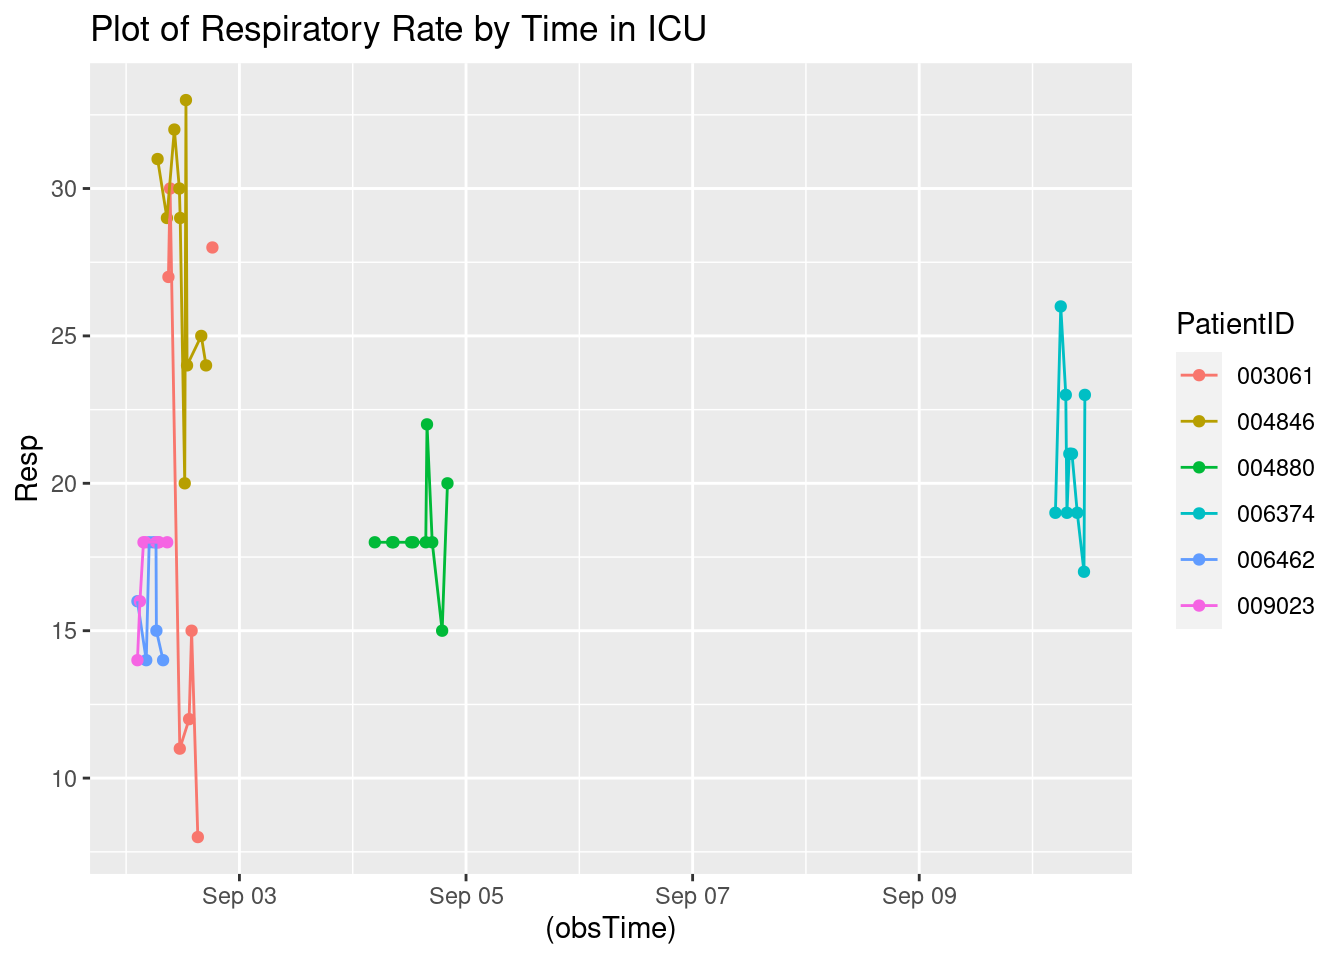 Plot of Respiratory Rate by Time in ICU
Resp
30
25
20
15
10
Sep 03
Sep 05
Sep 07
Sep 09
(obsTime)
PatientID
003061
004846
004880
006374
006462
009023